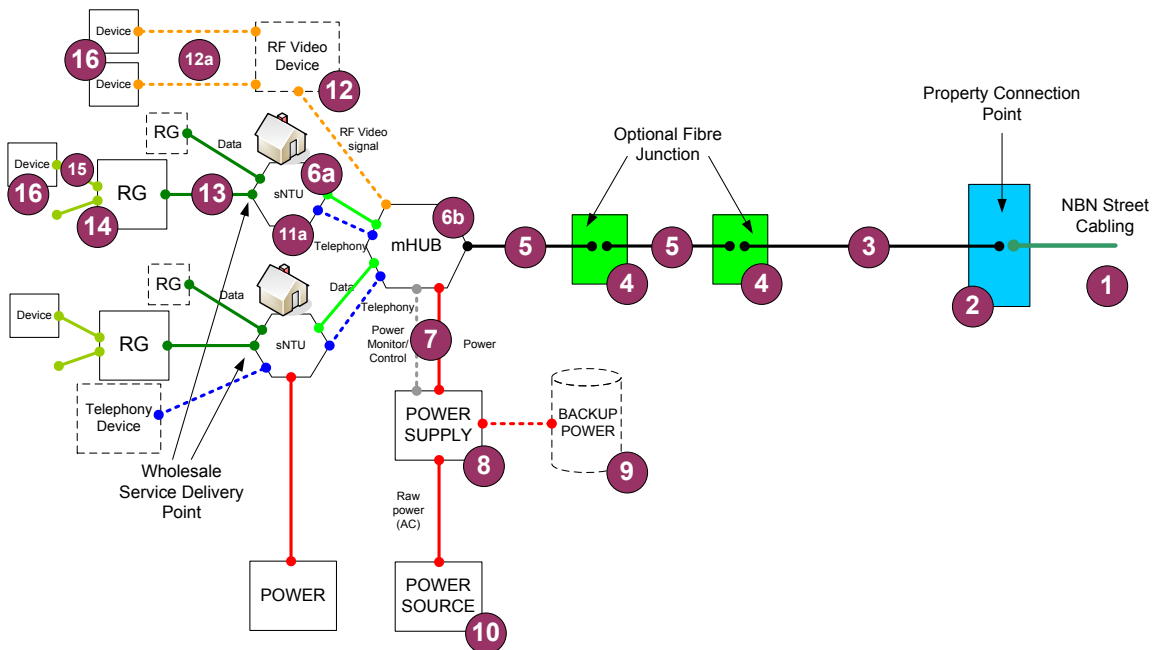 Device
16
12a
Device
RF Video
Device
12
Property Connection
Point
RG
Data
RF Video
signal
Optional Fibre
Junction
Device
16
15
RG
14
13
6a
sNTU
11a
Telephony
6b
mHUB
5
4
5
4
3
2
NBN Street
Cabling
1
RG
Data
Data
Telephony
Device
RG
sNTU
Power
Monitor/
Control
7
Power
Telephony
Device
POWER
SUPPLY
8
BACKUP
POWER
9
Wholesale
Service Delivery
Point
Raw
power
(AC)
POWER
POWER
SOURCE
10